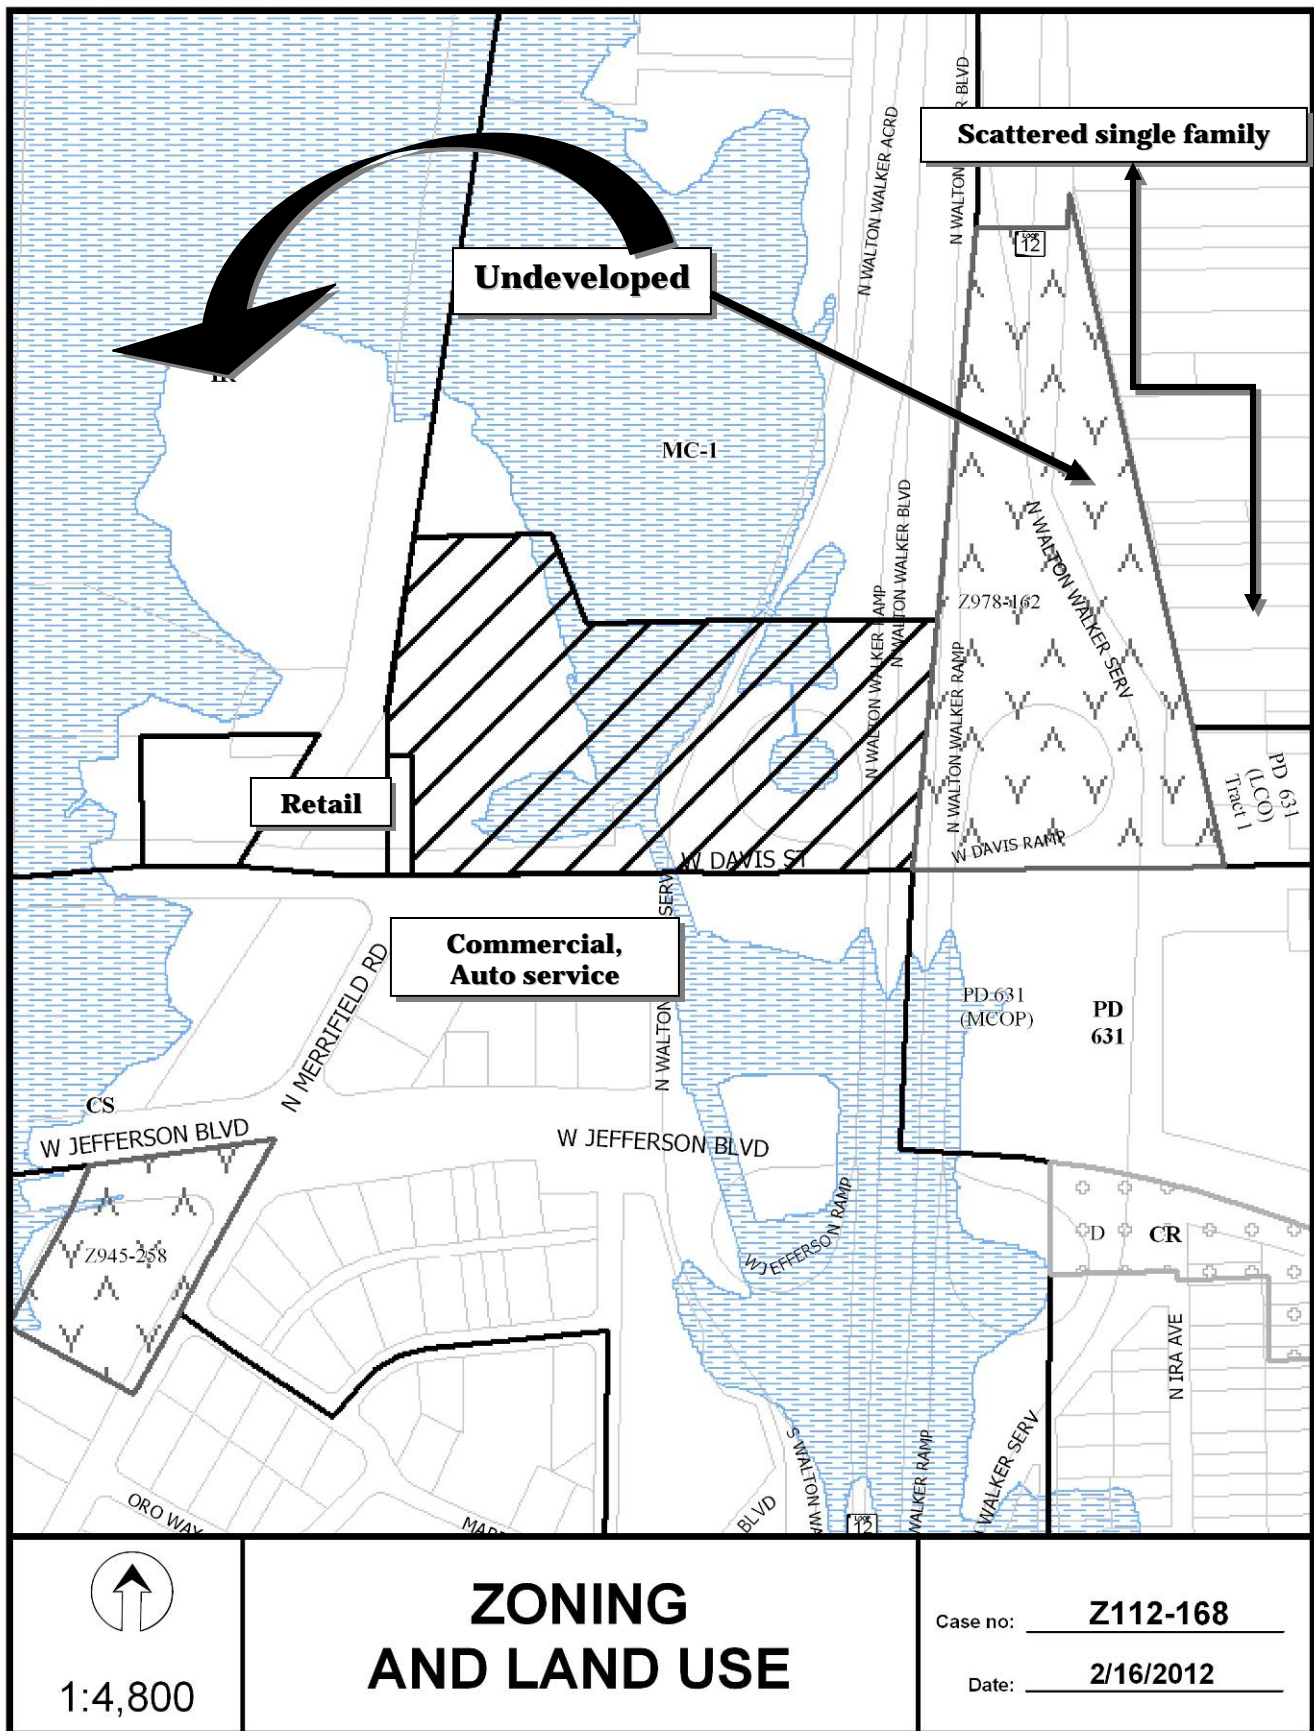 N WALTON WALKER ACRD
N WALTON
R BLVD
Scattered single family
LOOP
12
Undeveloped
MC-1
N WALTON WALKER BLVD
N WALTON WALKER SERV
Z978-162
N WALTON WALKER RAMP
N WALTON WALKER RAMP
PD 631
(LCO)
Tract 1
Retail
W DAVIS ST
W DAVIS RAMP
SERV
Commercial,
Auto service
N WALTON
N MERRIFIELD RD
PD 631
(MCOP)
PD
631
CS
W JEFFERSON BLVD
W JEFFERSON BLVD
W JEFFERSON RAMP
D
CR
Z945-258
N IRA AVE
S WALTON WA
WALKER RAMP
WALKER SERV
ORO WAY
BLVD
LOOP
12
1:4,800
ZONING
AND LAND USE
Case no: Z112-168
Date: 2/16/2012